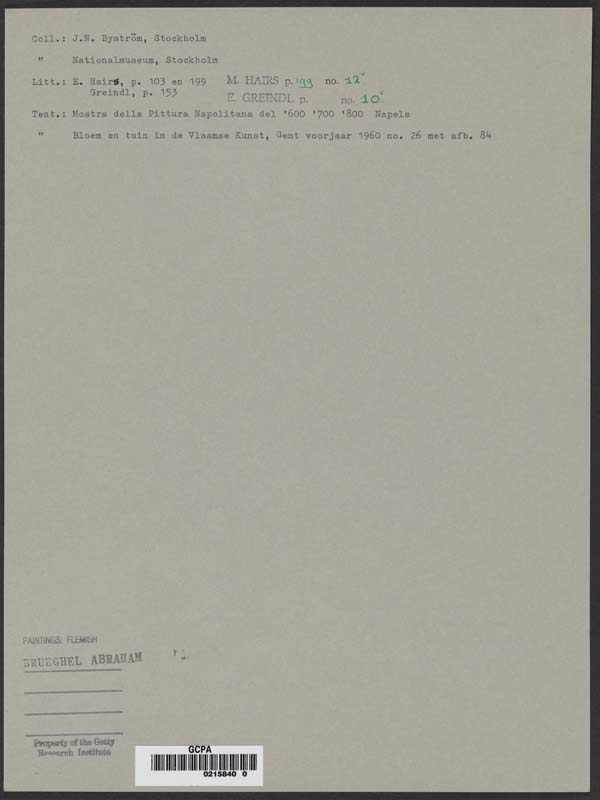 Coll.: J.N. Byström, Stockholm
" Nationalmuseum, Stockholm
Litt.: E. Hairs, p. 103 en 199 M. HAIRS p. 199 no. 12
Greindl, p. 153 E. GREINDL p. no. 10
Tent.: Mostra della Pittura Napolitana del '600 '700 '800 Napels
" Bloem en tuin in de Vlaamse Kunst, Gent voorjaar 1960 no. 26 met afb. 84
PAINTINGS: FLEMISH
BRUEGHEL ABRAHAM
Property of the Getty
Research Institute
GCPA
0215840 0